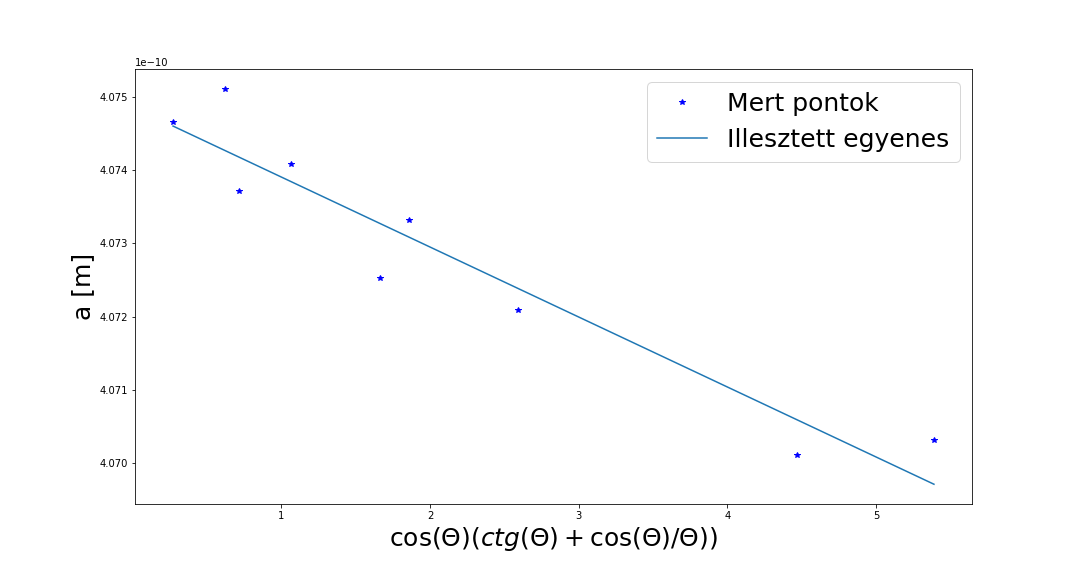 1e−10
4.075
4.074
4.073
4.072
4.071
4.070
a [m]
Mert pontok
Illesztett egyenes
1 2 3 4 5
cos(Θ)(ctg(Θ) + cos(Θ)/Θ))